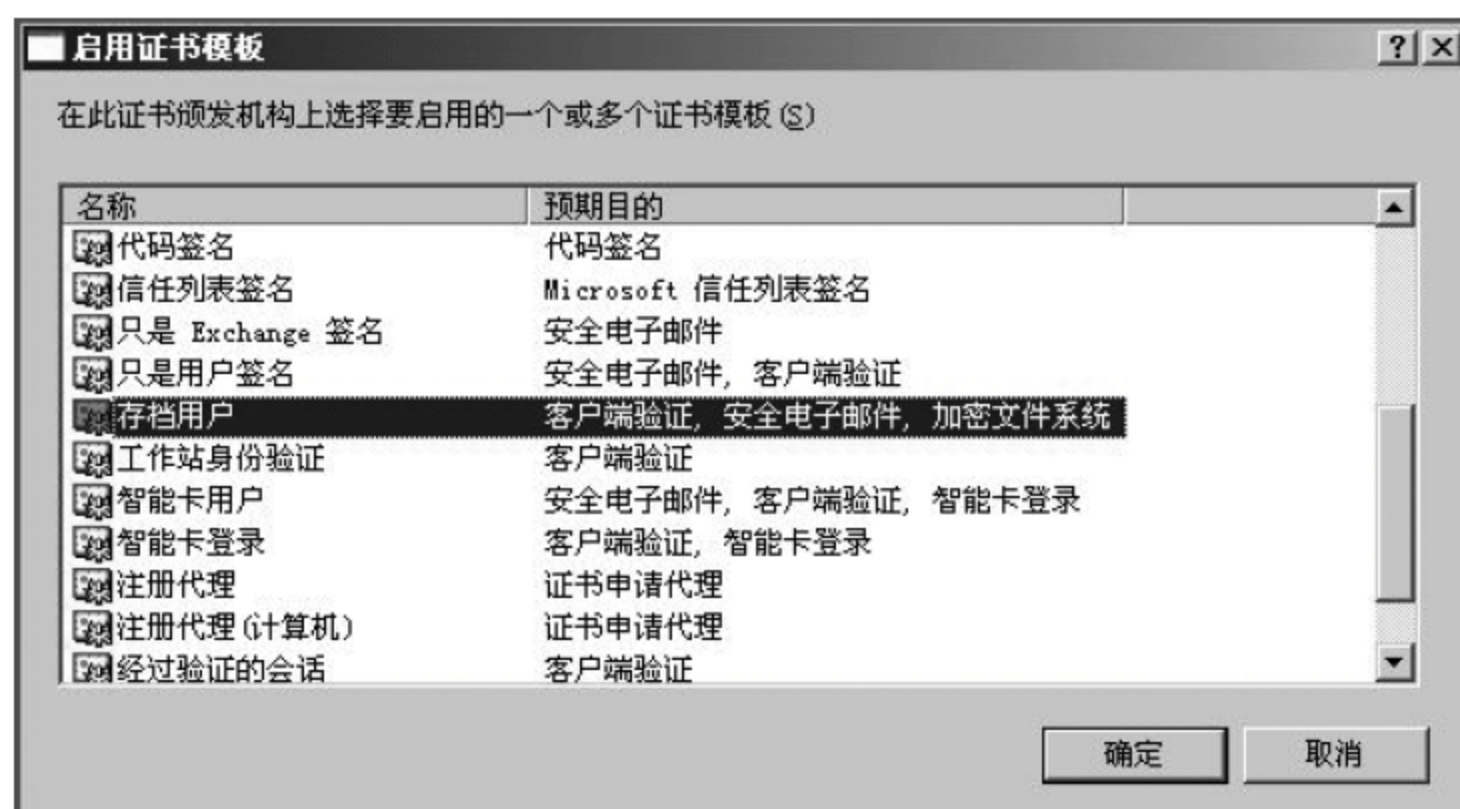 启用证书模板
在此证书颁发机构上选择要启用的一个或多个证书模板(S)
名称 预期目的
代码签名 代码签名
信任列表签名 Microsoft 信任列表签名
只是 Exchange 签名 安全电子邮件
只是用户签名 安全电子邮件, 客户端验证
存档用户 客户端验证, 安全电子邮件, 加密文件系统
工作站身份验证 客户端验证
智能卡用户 安全电子邮件, 客户端验证, 智能卡登录
智能卡登录 客户端验证, 智能卡登录
注册代理 证书申请代理
注册代理(计算机) 证书申请代理
经过验证的会话 客户端验证
确定 取消